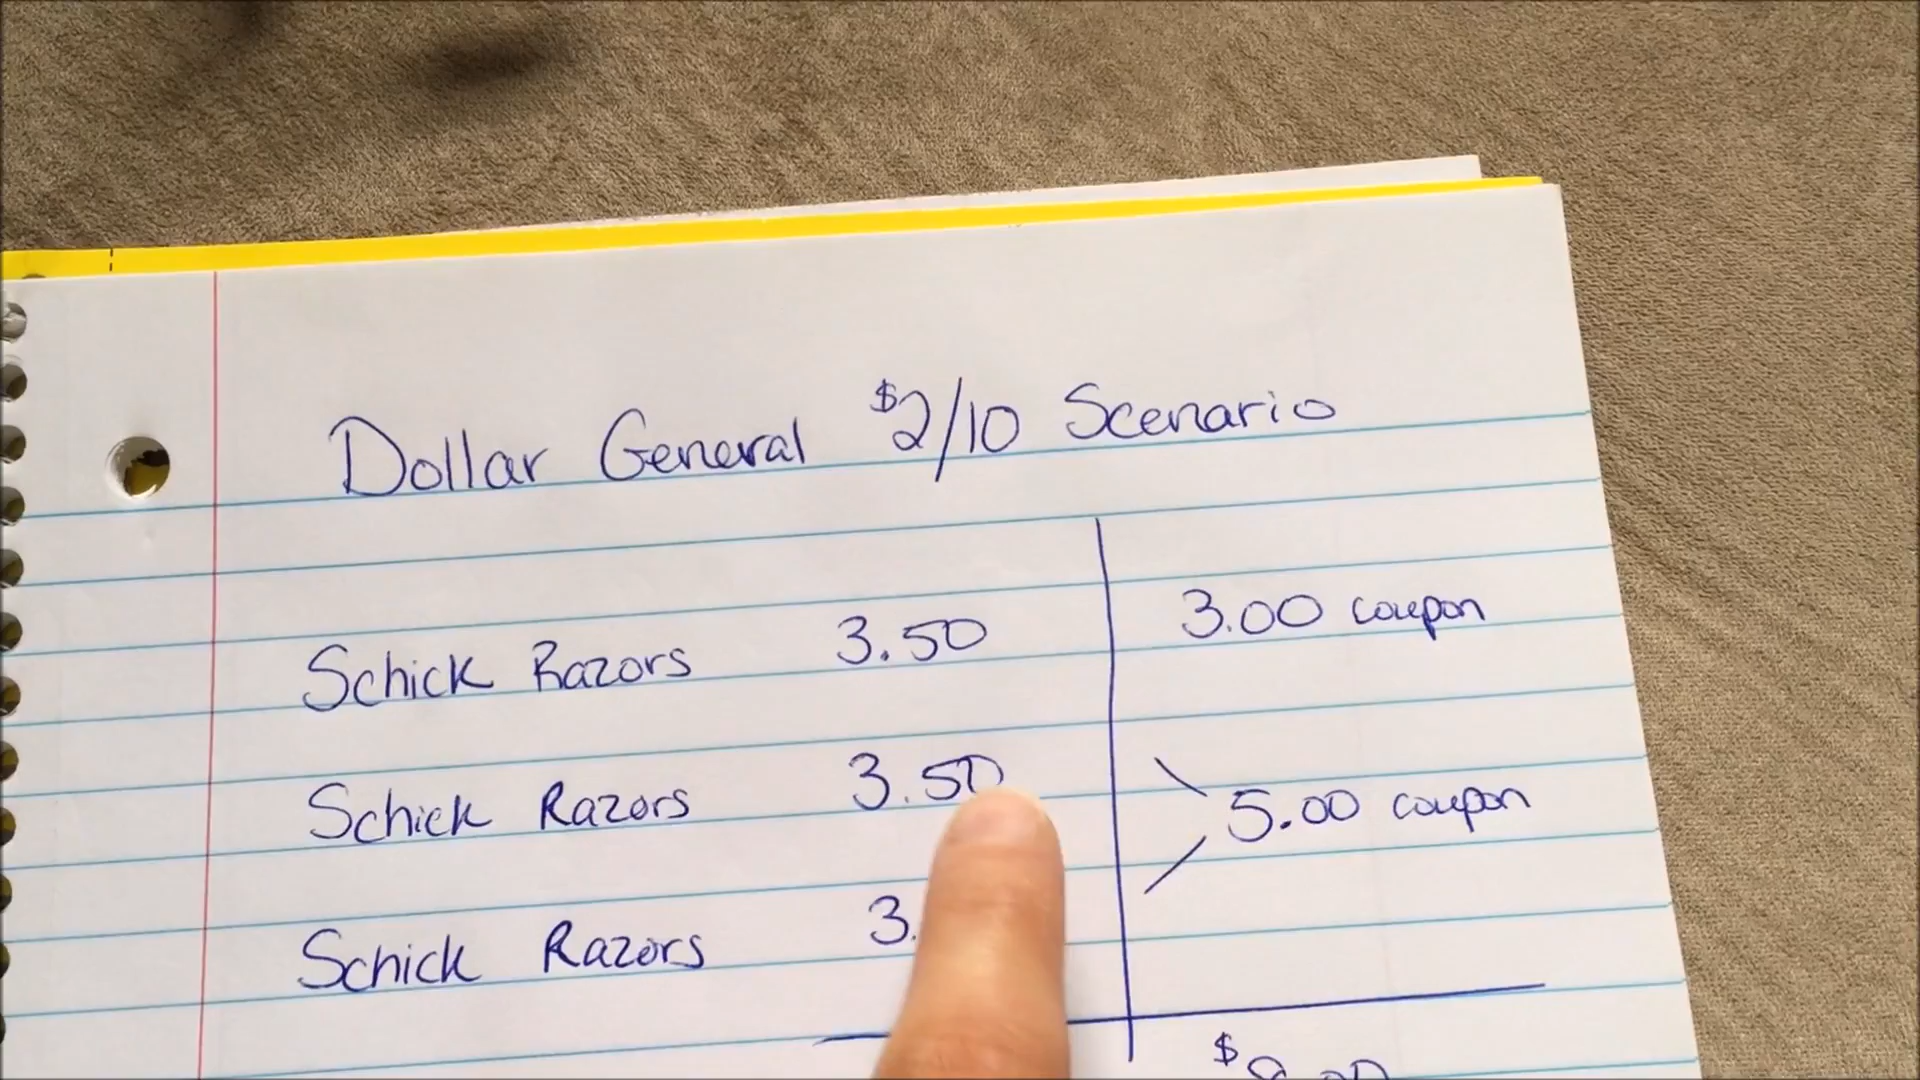 Dollar General $2/10 Scenario
Schick Razors 3.50 3.00 coupon
Schick Razors 3.50 5.00 coupon
Schick Razors 3.
$